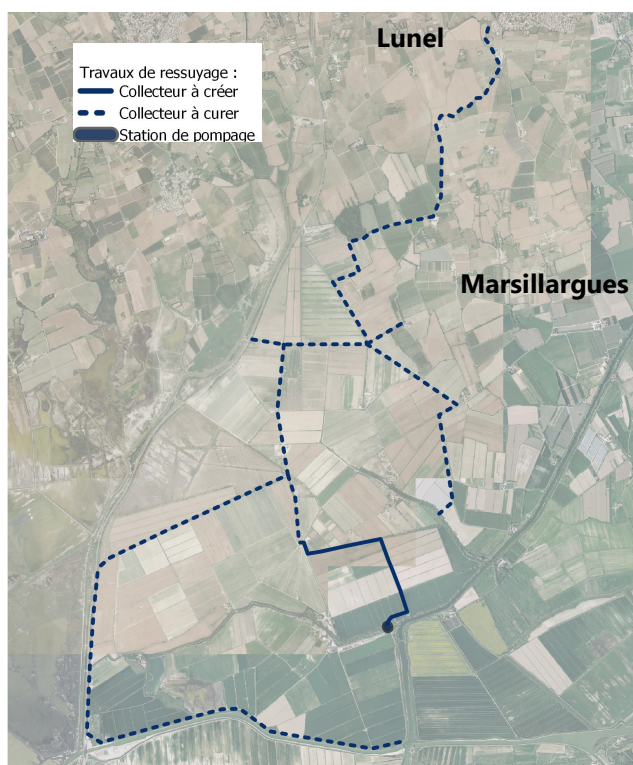 Lunel
Travaux de ressuyage :
Collecteur à créer
Collecteur à curer
Station de pompage
Marsillargues